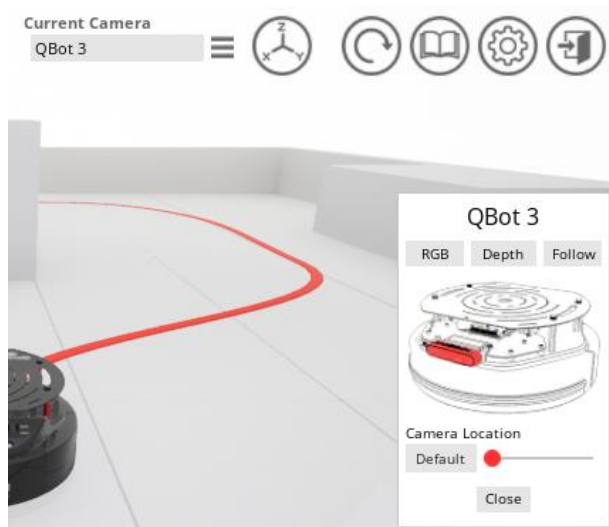 Current Camera
QBot 3
Z
X Y
QBot 3
RGB Depth Follow
Camera Location
Default
Close